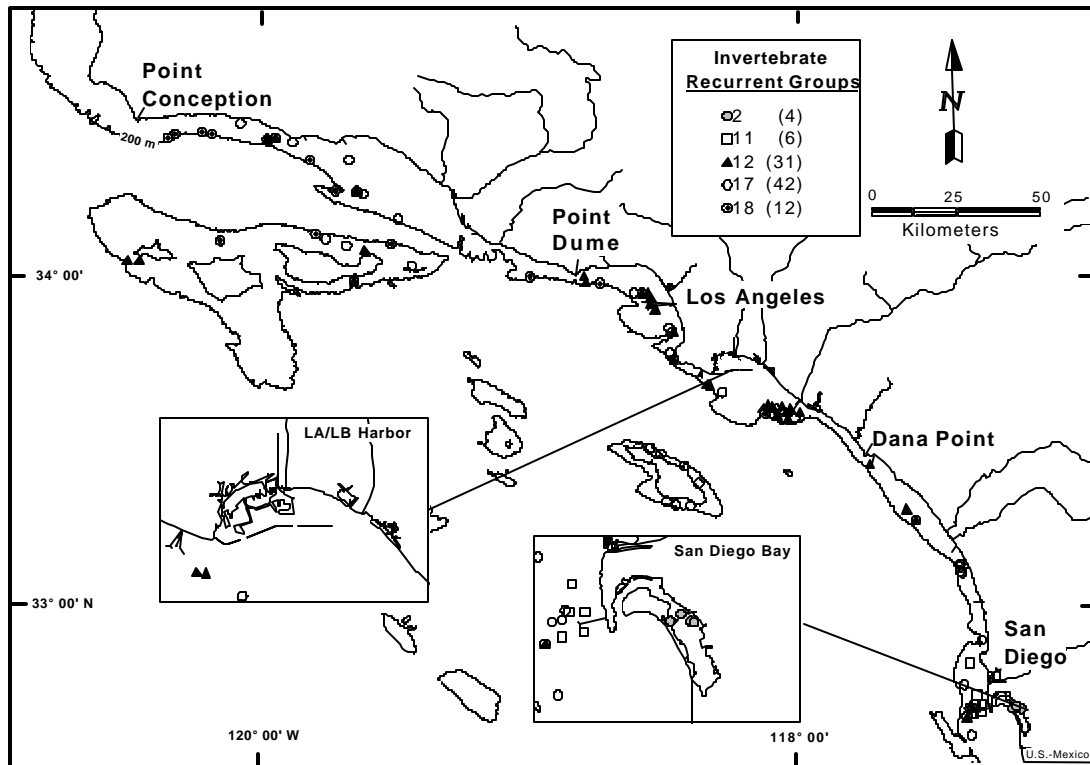 Point
Conception
200 m
Invertebrate
Recurrent Groups
2 (4)
11 (6)
12 (31)
17 (42)
18 (12)
N
0 25 50
Kilometers
Point
Dume
34° 00'
Los Angeles
LA/LB Harbor
Dana Point
San Diego Bay
33° 00' N
San
Diego
120° 00' W
118° 00'
U.S.-Mexico